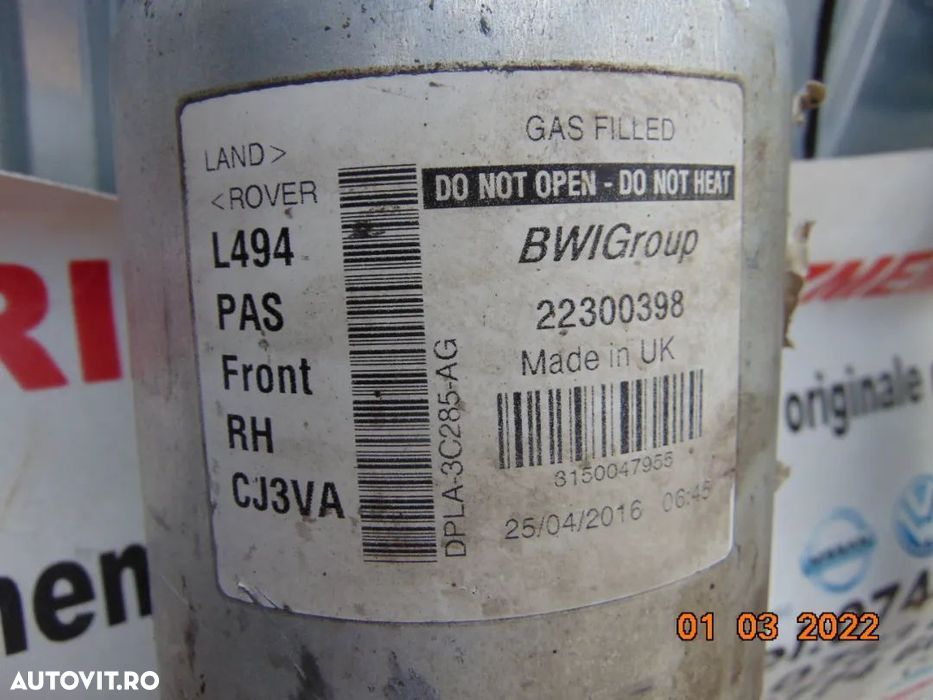 LAND>
<ROVER
L494
PAS
Front
RH
CJ3VA
DPLA-3C285-AG
GAS FILLED
DO NOT OPEN - DO NOT HEAT
BWIGroup
22300398
Made in UK
3150047955
25/04/2016 06:45
originale
NISSAN
01 03 2022
AUTOVIT.RO